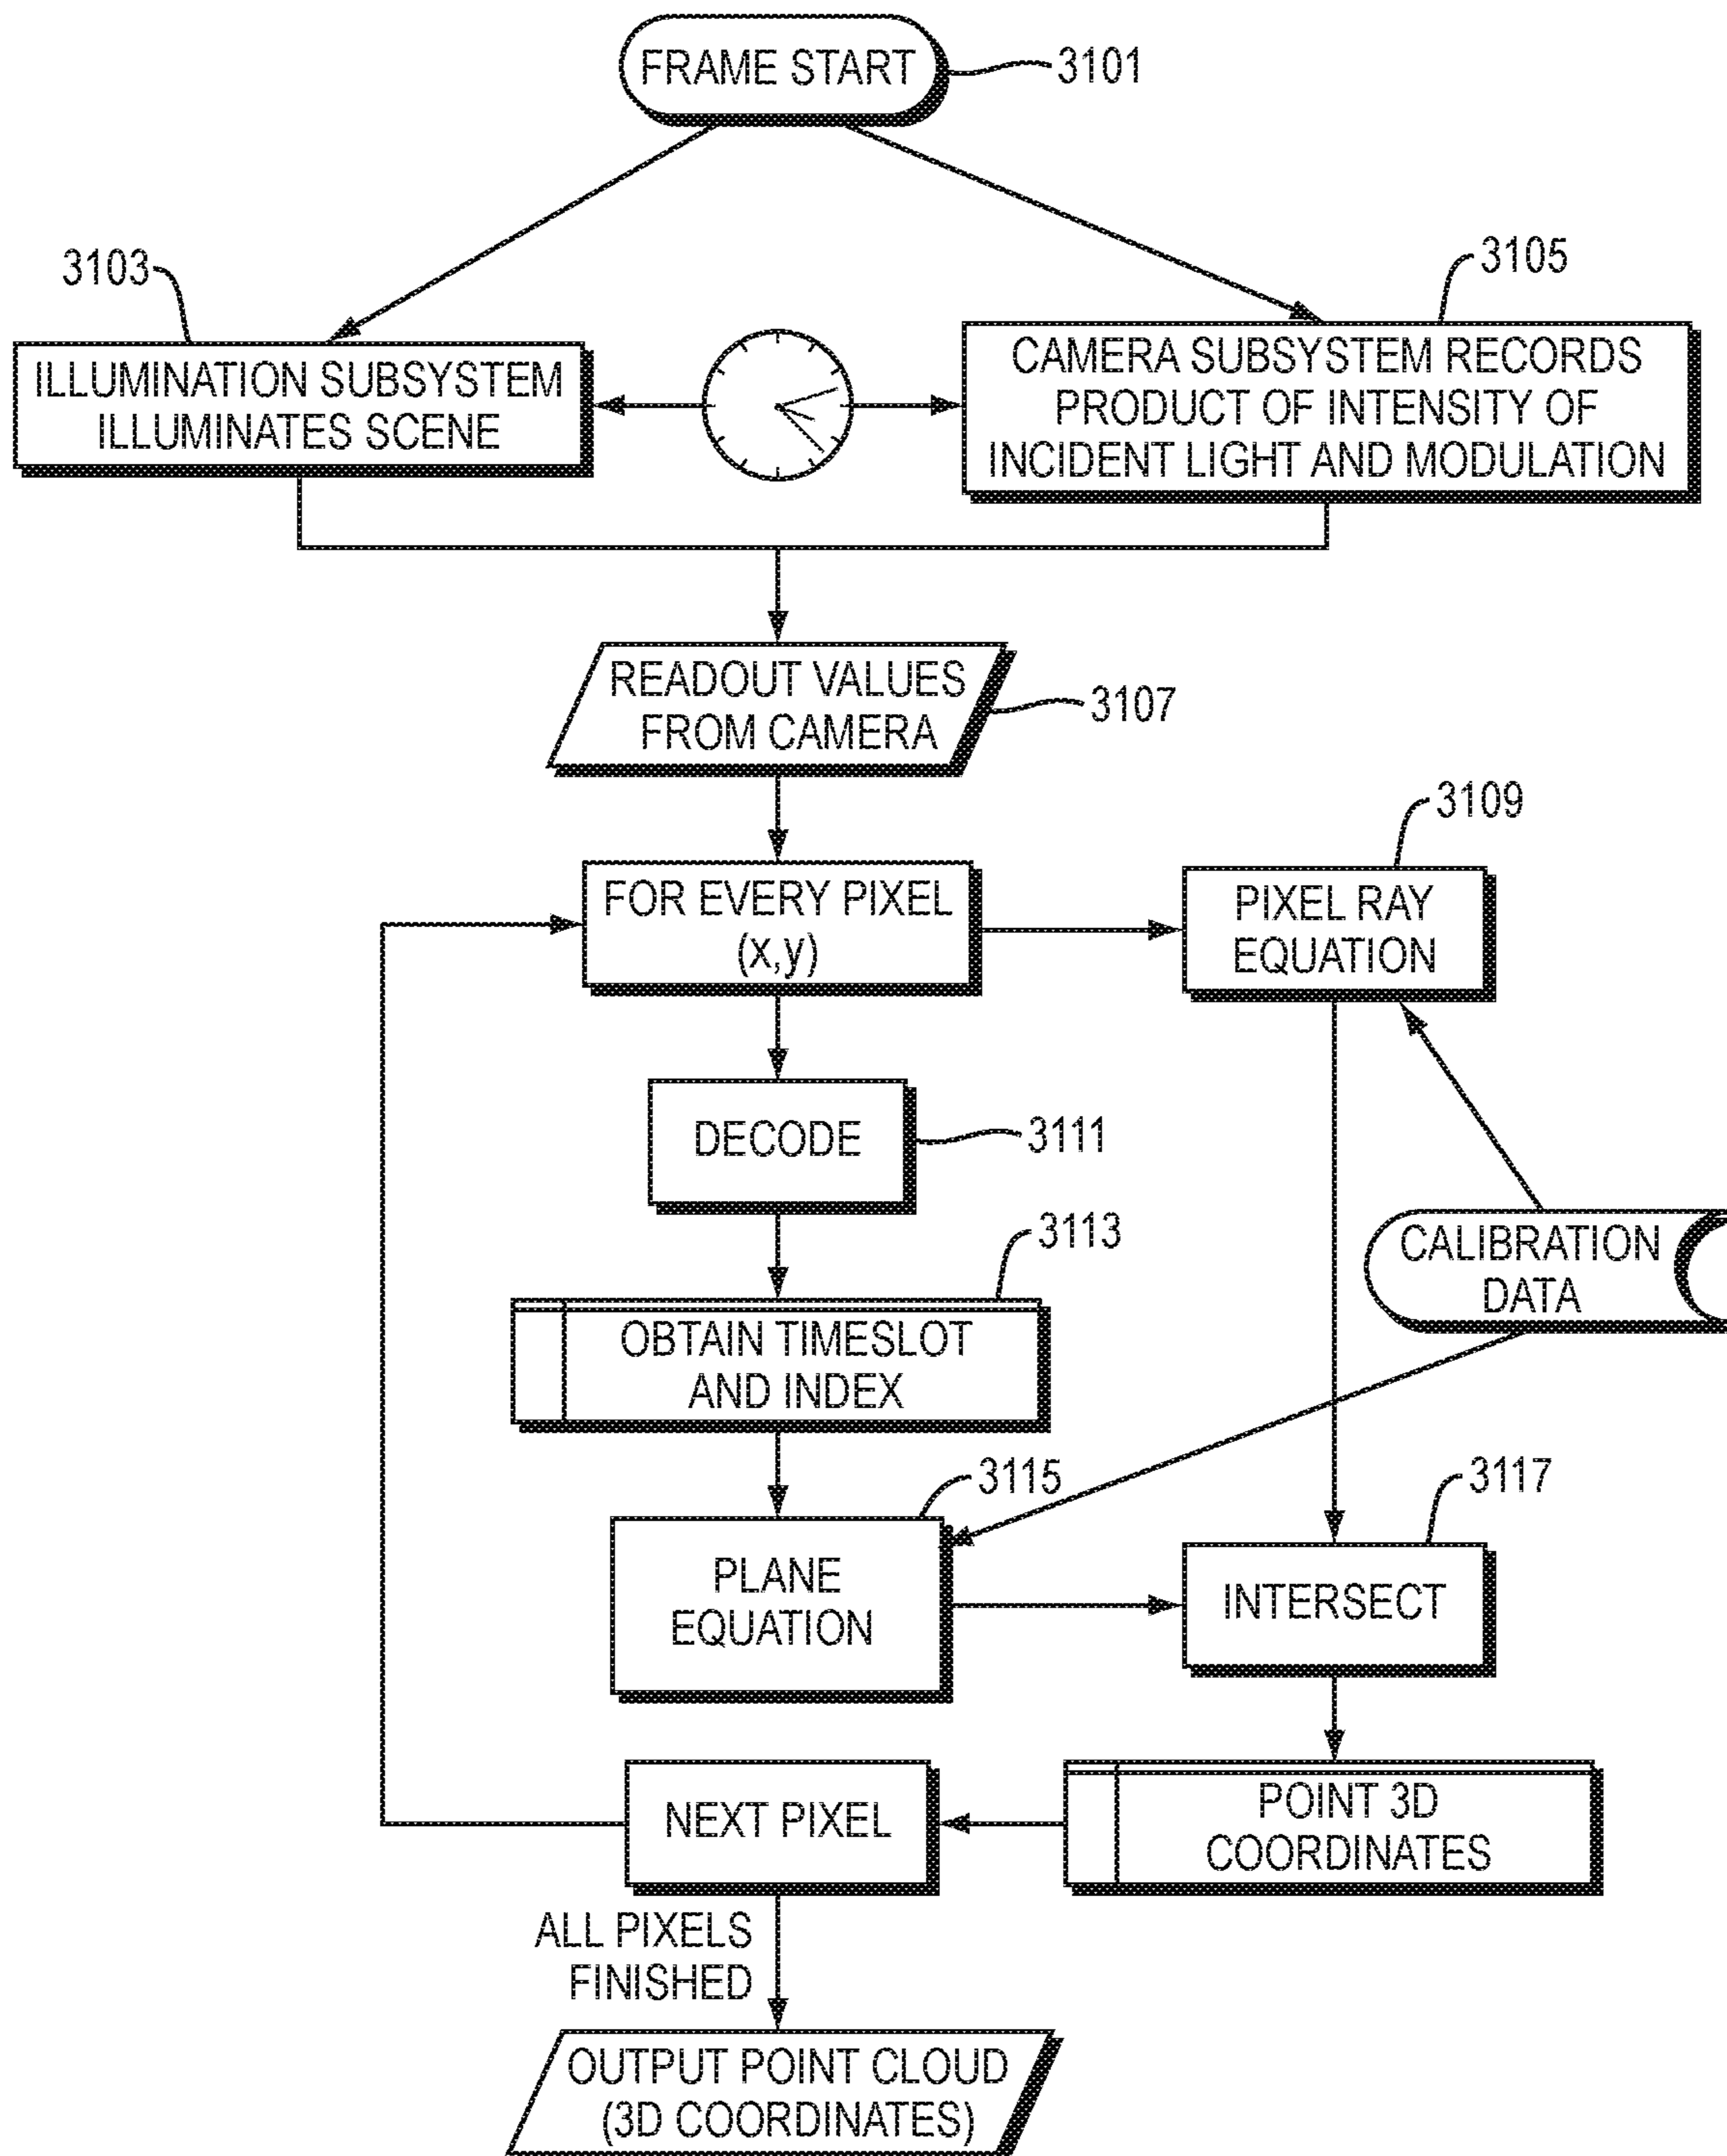 FRAME START
3101
3103
3105
ILLUMINATION SUBSYSTEM
ILLUMINATES SCENE
CAMERA SUBSYSTEM RECORDS
PRODUCT OF INTENSITY OF
INCIDENT LIGHT AND MODULATION
READOUT VALUES
FROM CAMERA
3107
3109
FOR EVERY PIXEL
(x,y)
PIXEL RAY
EQUATION
DECODE
3111
3113
CALIBRATION
DATA
OBTAIN TIMESLOT
AND INDEX
3115
3117
PLANE
EQUATION
INTERSECT
NEXT PIXEL
POINT 3D
COORDINATES
ALL PIXELS
FINISHED
OUTPUT POINT CLOUD
(3D COORDINATES)